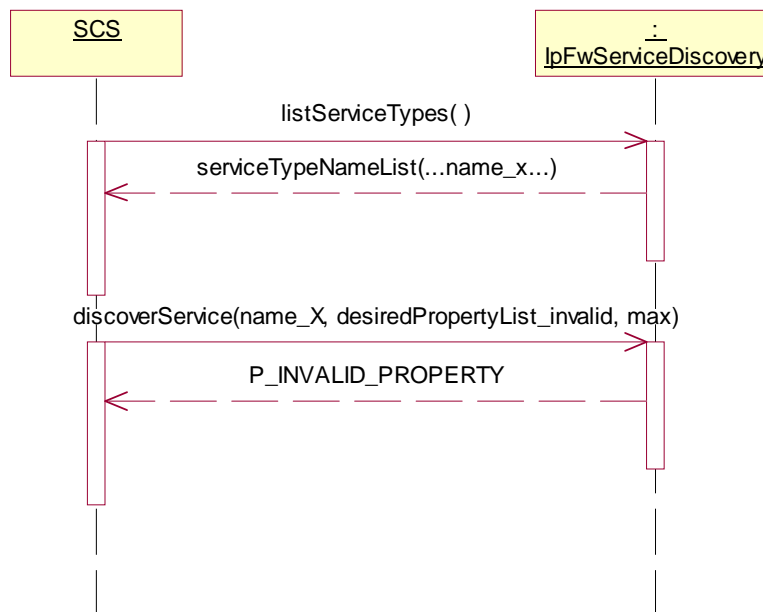 SCS
:
IpFwServiceDiscovery
listServiceTypes( )
serviceTypeNameList(...name_x...)
discoverService(name_X, desiredPropertyList_invalid, max)
P_INVALID_PROPERTY